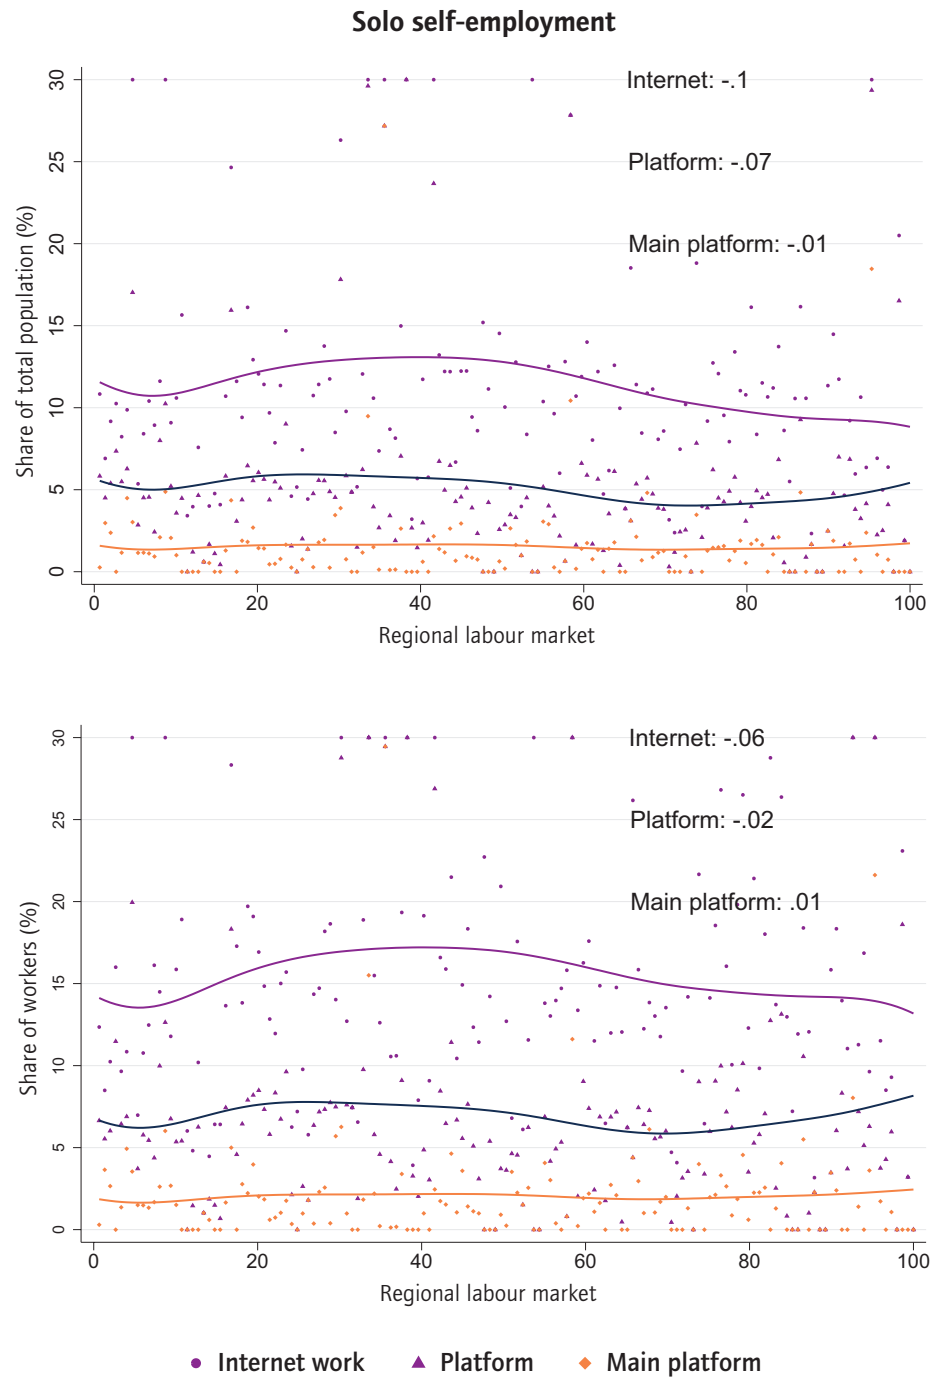 Solo self-employment
Share of total population (%)
30
25
20
15
10
5
0
Internet: -.1
Platform: -.07
Main platform: -.01
0 20 40 60 80 100
Regional labour market
Share of workers (%)
30
25
20
15
10
5
0
Internet: -.06
Platform: -.02
Main platform: .01
0 20 40 60 80 100
Regional labour market
Internet work Platform Main platform